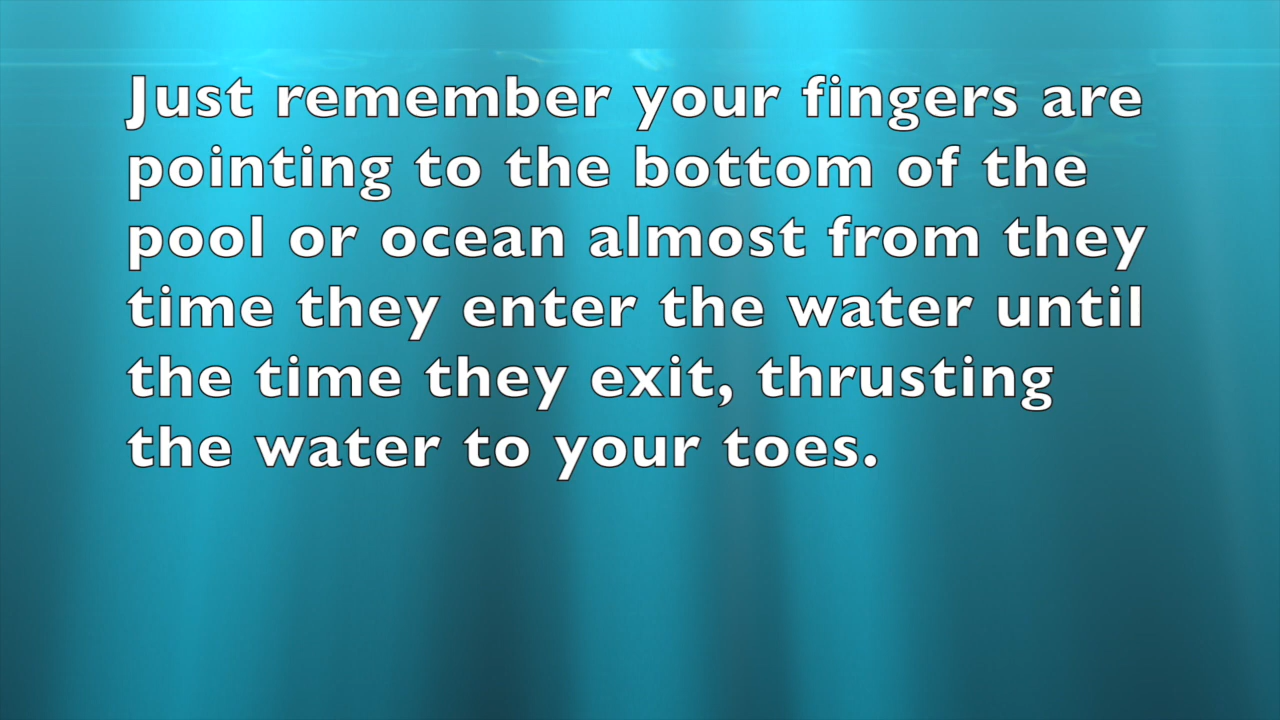 Just remember your fingers are
pointing to the bottom of the
pool or ocean almost from they
time they enter the water until
the time they exit, thrusting
the water to your toes.